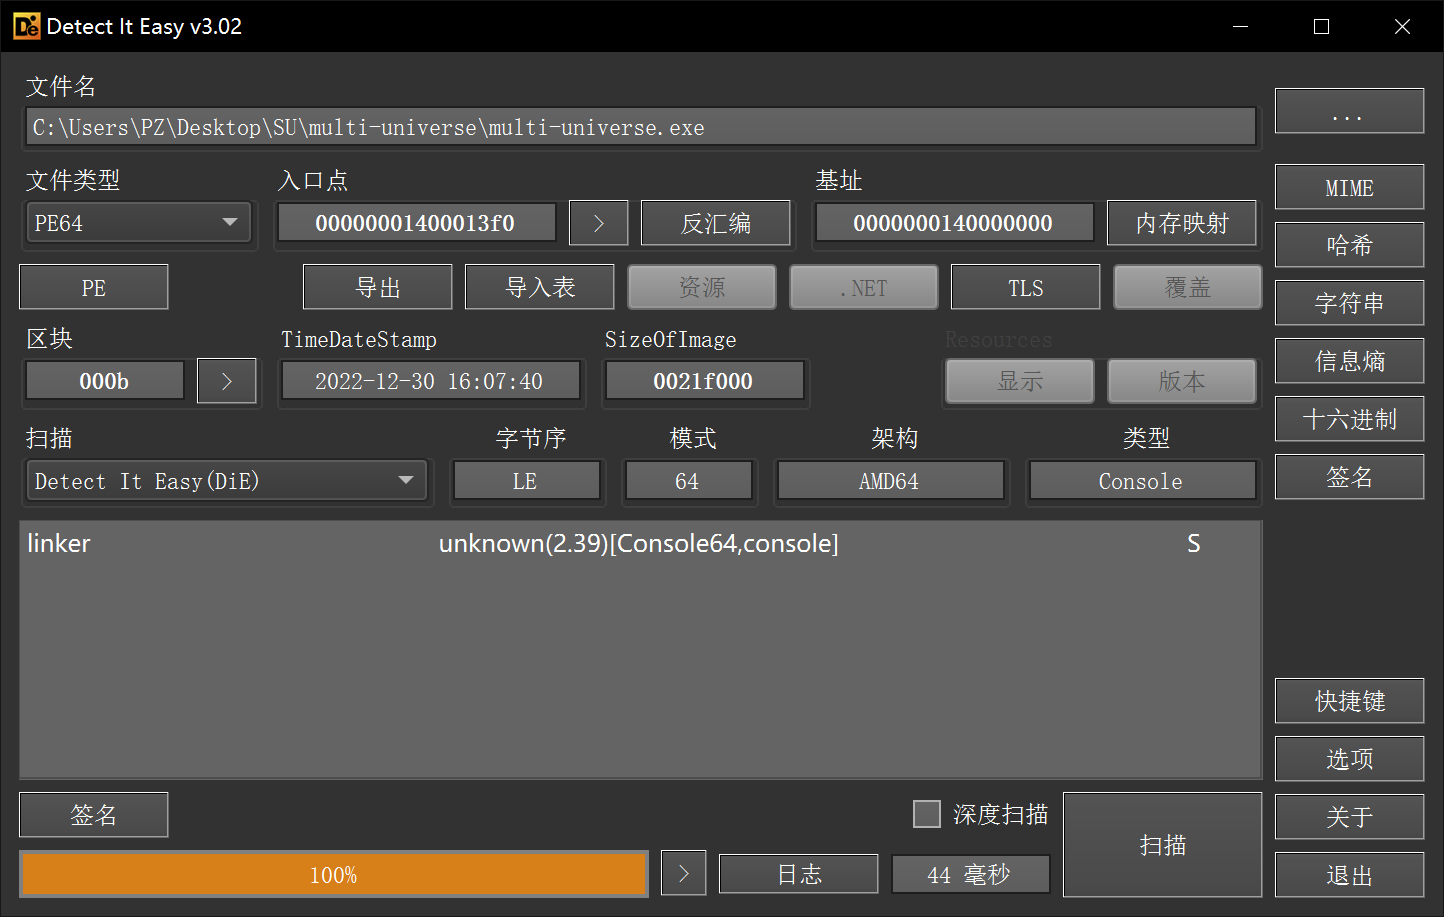 Detect It Easy v3.02
文件名
C:\Users\PZ\Desktop\SU\multi-universe\multi-universe.exe
...
文件类型 入口点 基址
PE64 00000001400013f0 > 反汇编 0000000140000000 内存映射
MIME
哈希
PE 导出 导入表 资源 .NET TLS 覆盖
字符串
区块 TimeDateStamp SizeOfImage Resources
000b > 2022-12-30 16:07:40 0021f000 显示 版本
信息熵
十六进制
扫描 字节序 模式 架构 类型
Detect It Easy(DiE) LE 64 AMD64 Console
签名
linker unknown(2.39)[Console64,console] S
快捷键
选项
签名 深度扫描 扫描
关于
100% > 日志 44 毫秒
退出